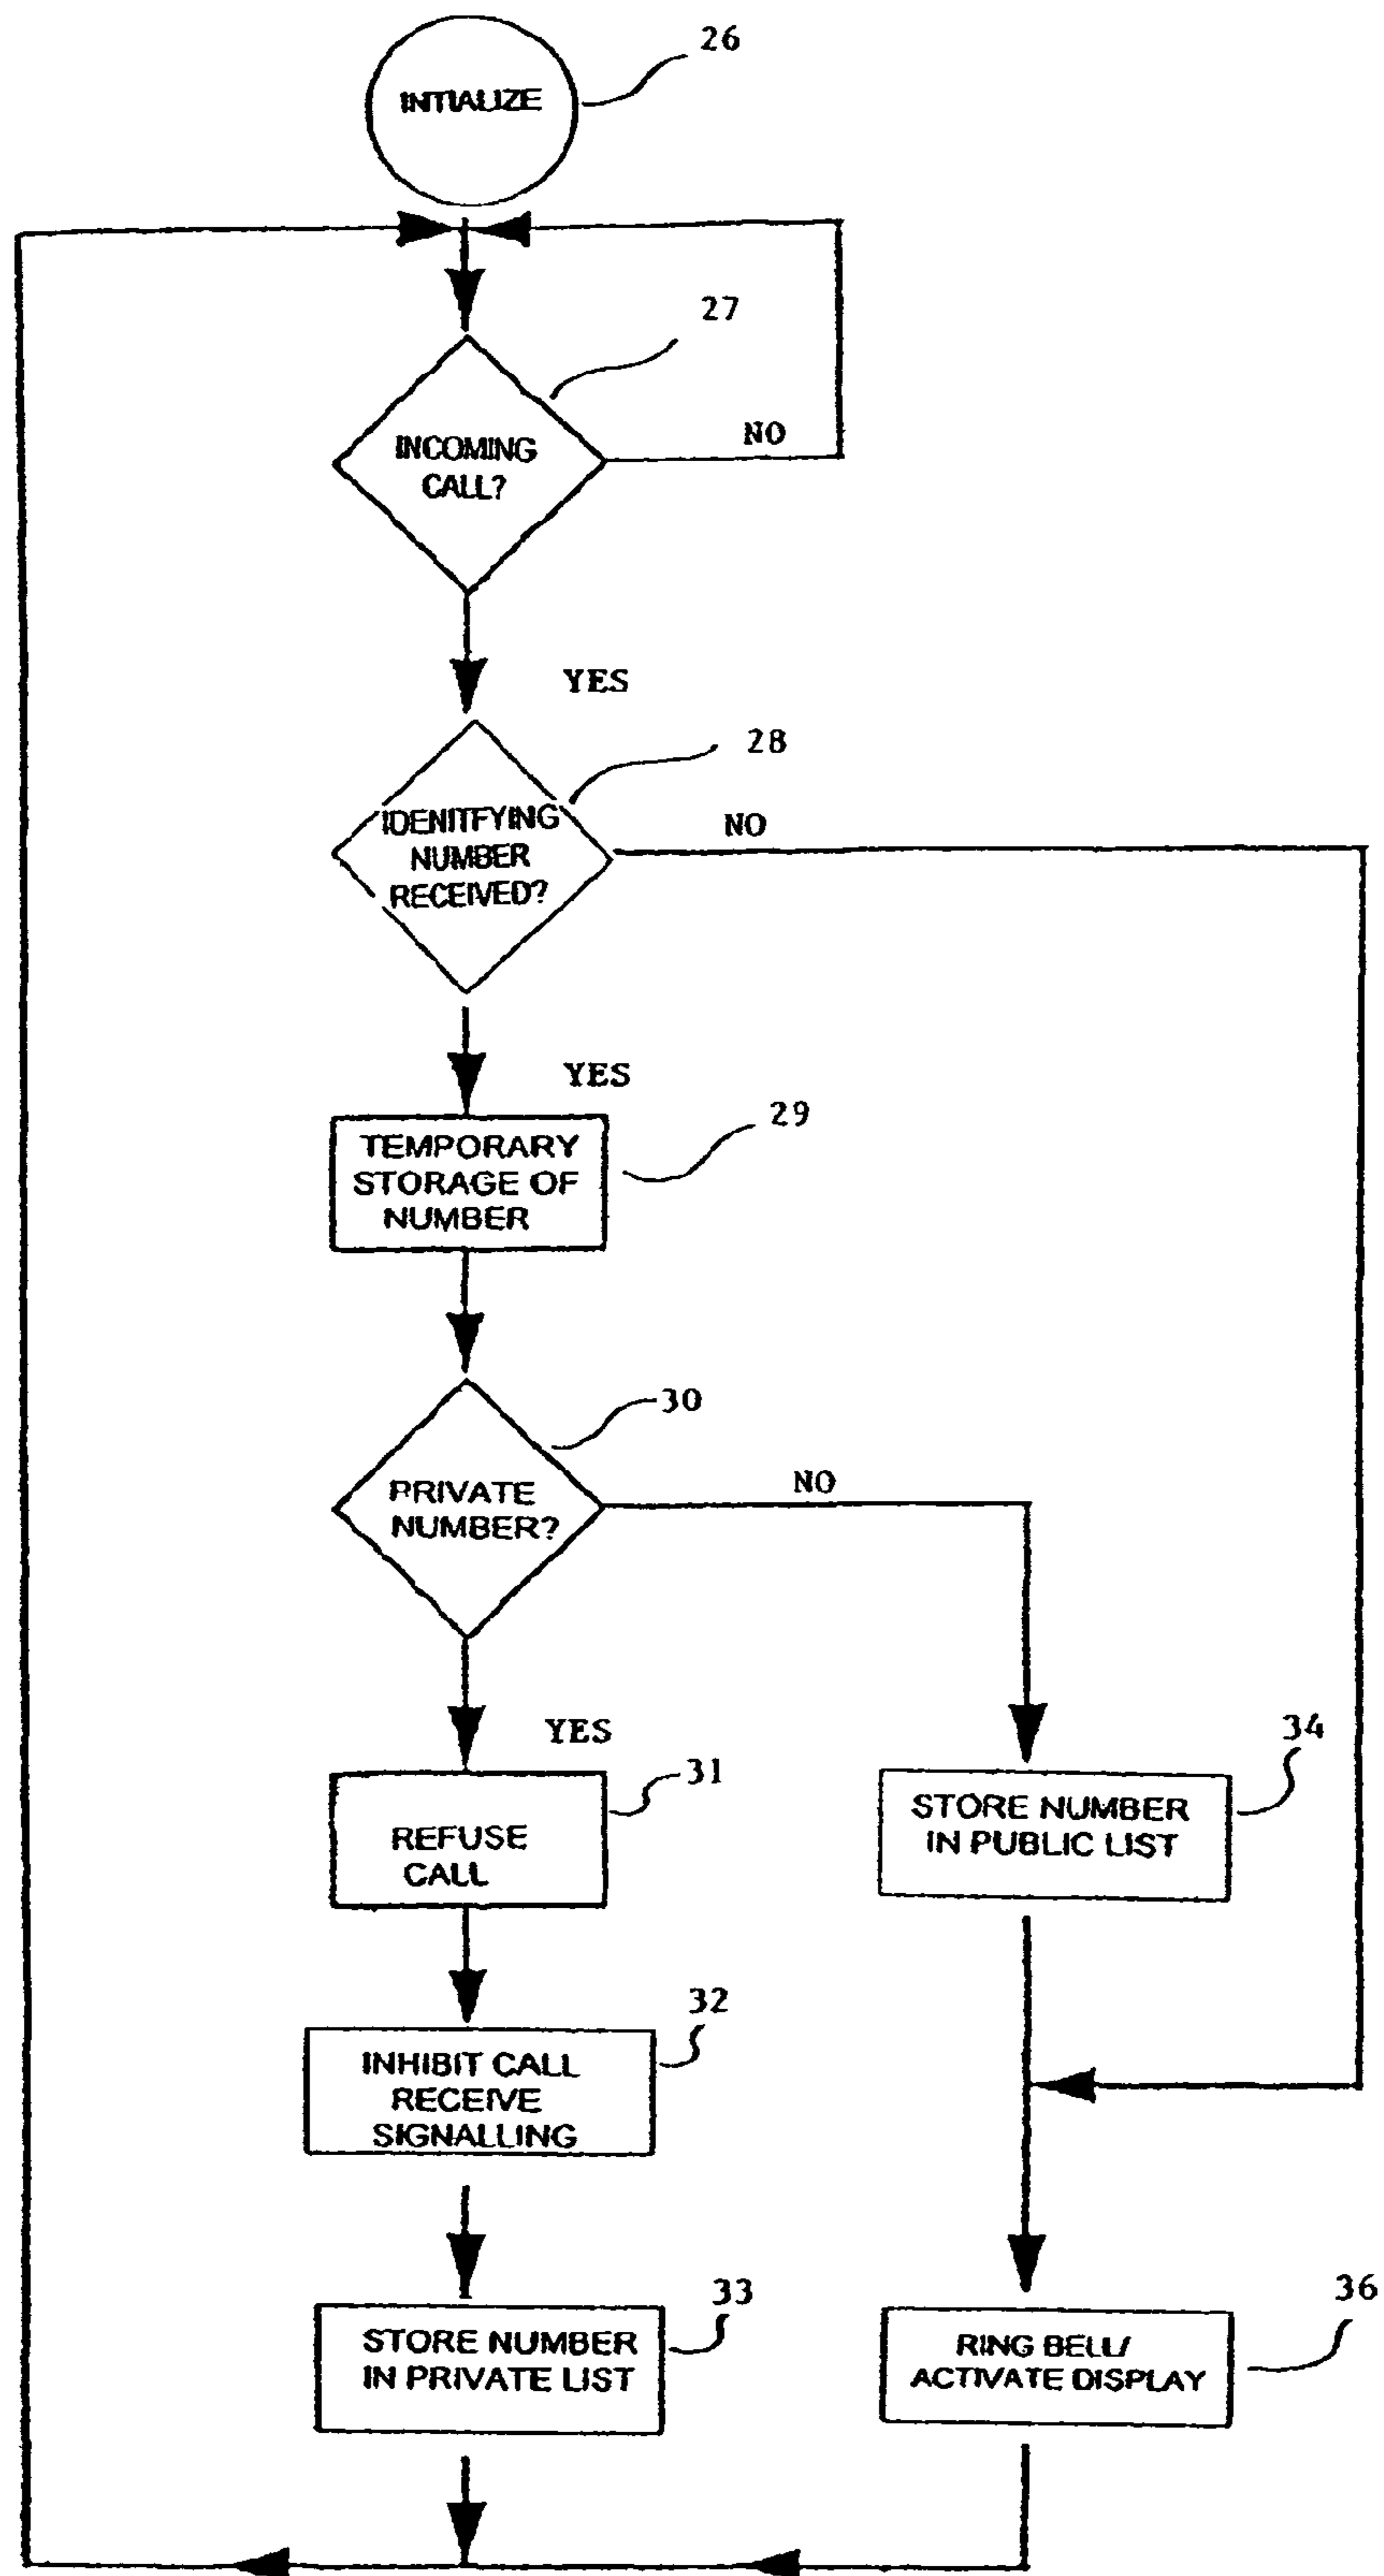 26
INITIALIZE
27
NO
INCOMING
CALL?
YES
28
IDENITFYING
NUMBER
RECEIVED?
NO
YES
29
TEMPORARY
STORAGE OF
NUMBER
30
PRIVATE
NUMBER?
NO
YES
31
REFUSE
CALL
34
STORE NUMBER
IN PUBLIC LIST
32
INHIBIT CALL
RECEIVE
SIGNALLING
33
STORE NUMBER
IN PRIVATE LIST
36
RING BELL/
ACTIVATE DISPLAY